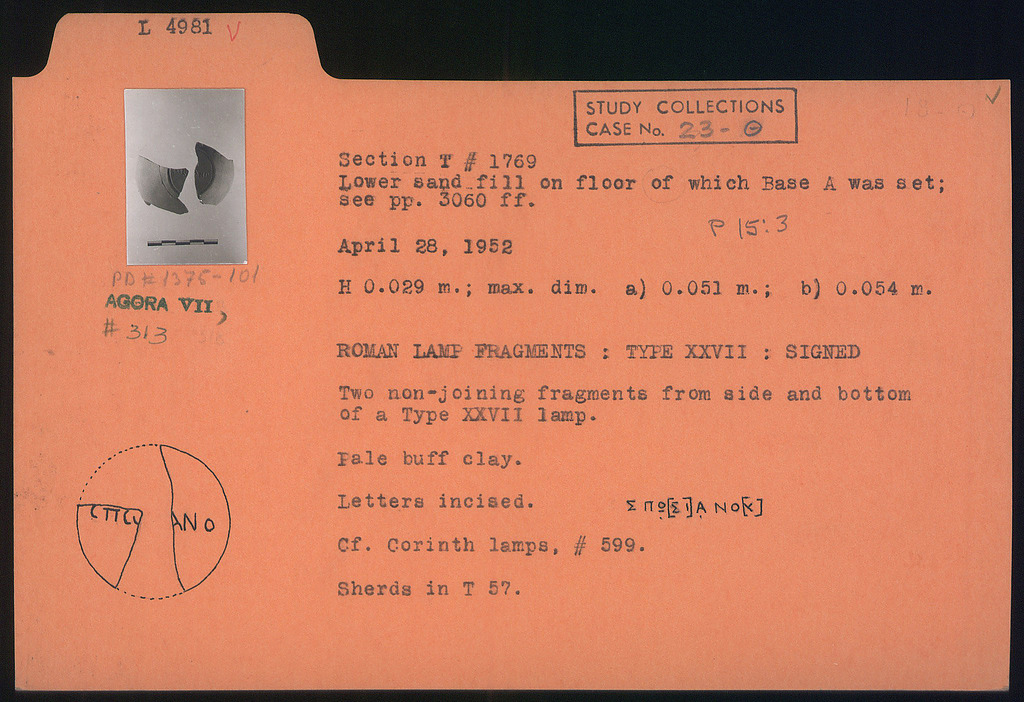 L 4981 V
STUDY COLLECTIONS
CASE No. 23-Θ
Section T # 1769
Lower sand fill on floor of which Base A was set;
see pp. 3060 ff.
P 15:3
April 28, 1952
PD# 1375-101
AGORA VII,
# 313
H 0.029 m.; max. dim. a) 0.051 m.; b) 0.054 m.
ROMAN LAMP FRAGMENTS : TYPE XXVII : SIGNED
Two non-joining fragments from side and bottom
of a Type XXVII lamp.
Pale buff clay.
Letters incised. ΣΠΩ[ΣΙ]ΑΝΟ[Υ]
ANO
Cf. Corinth lamps, # 599.
Sherds in T 57.